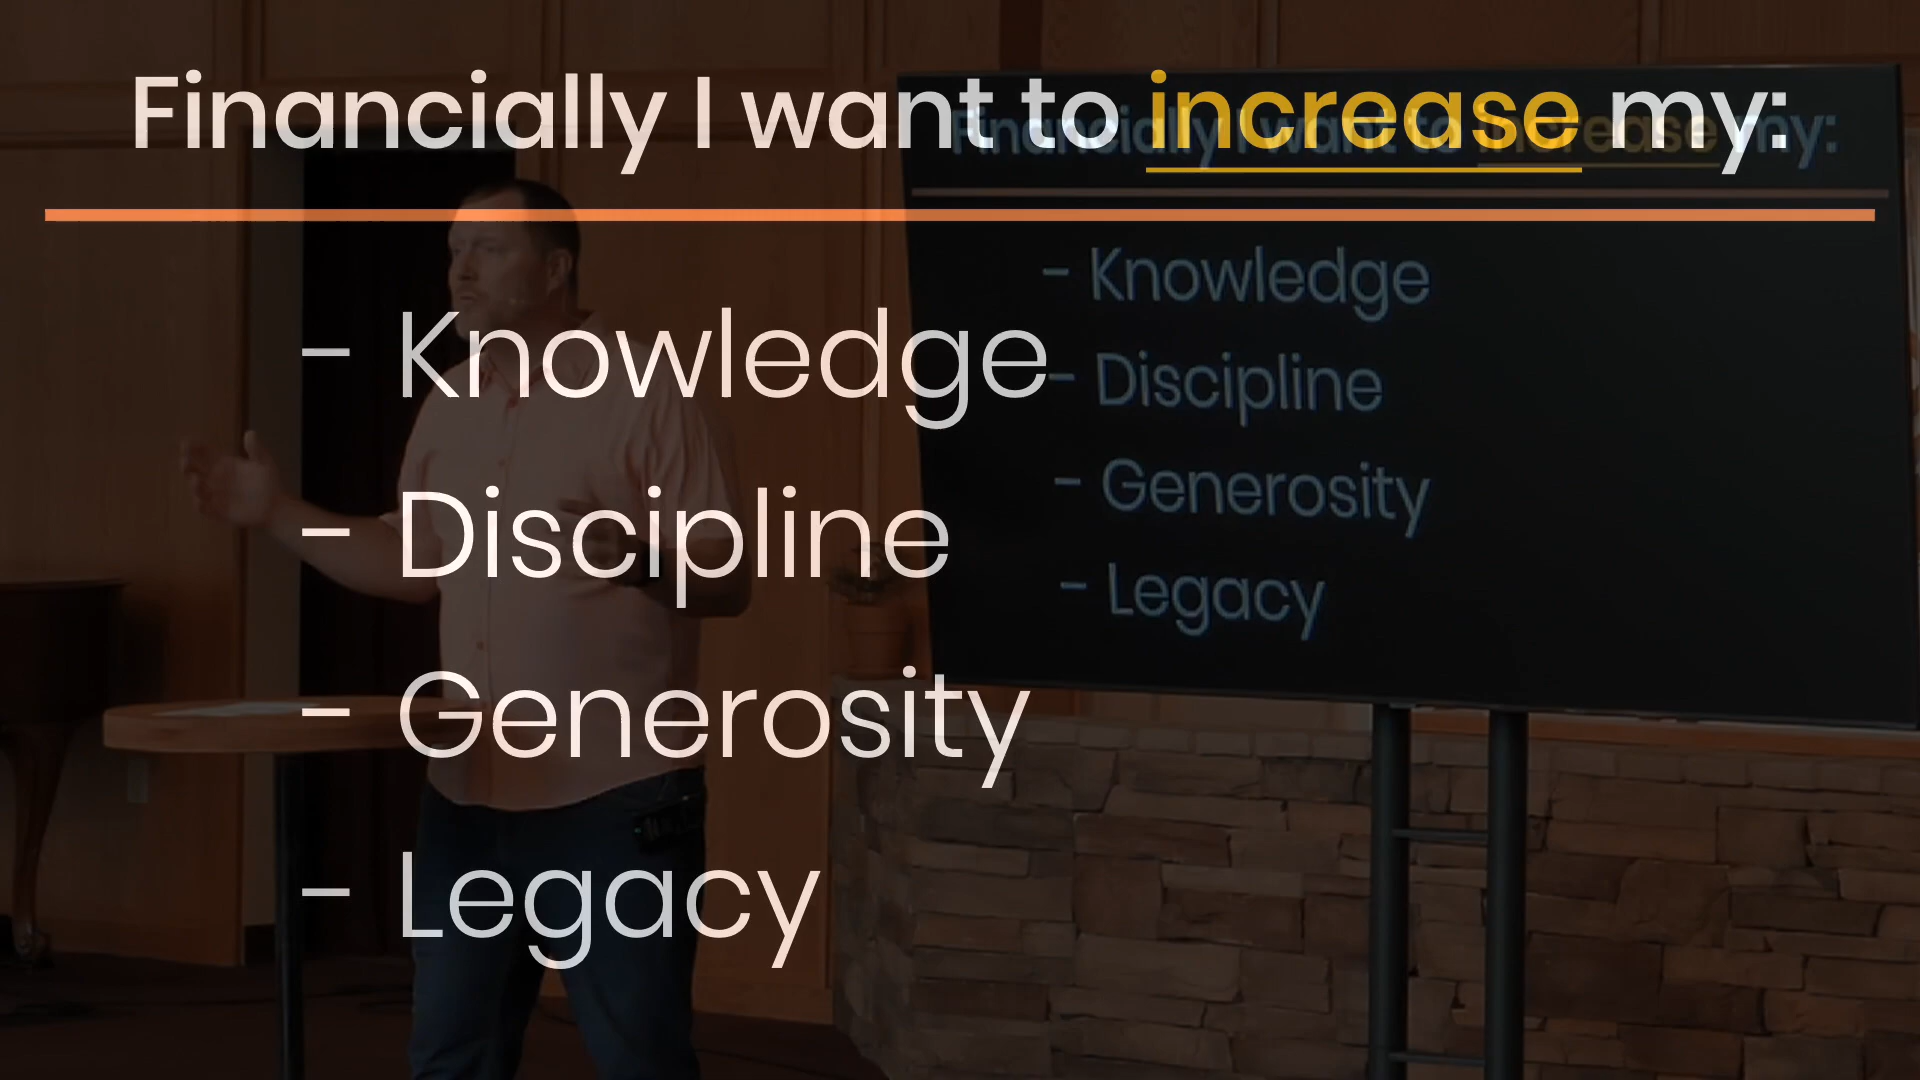 Financially I want to increase my:
- Knowledge
- Discipline
- Generosity
- Legacy
Financially I want to increase my:
- Knowledge
- Discipline
- Generosity
- Legacy